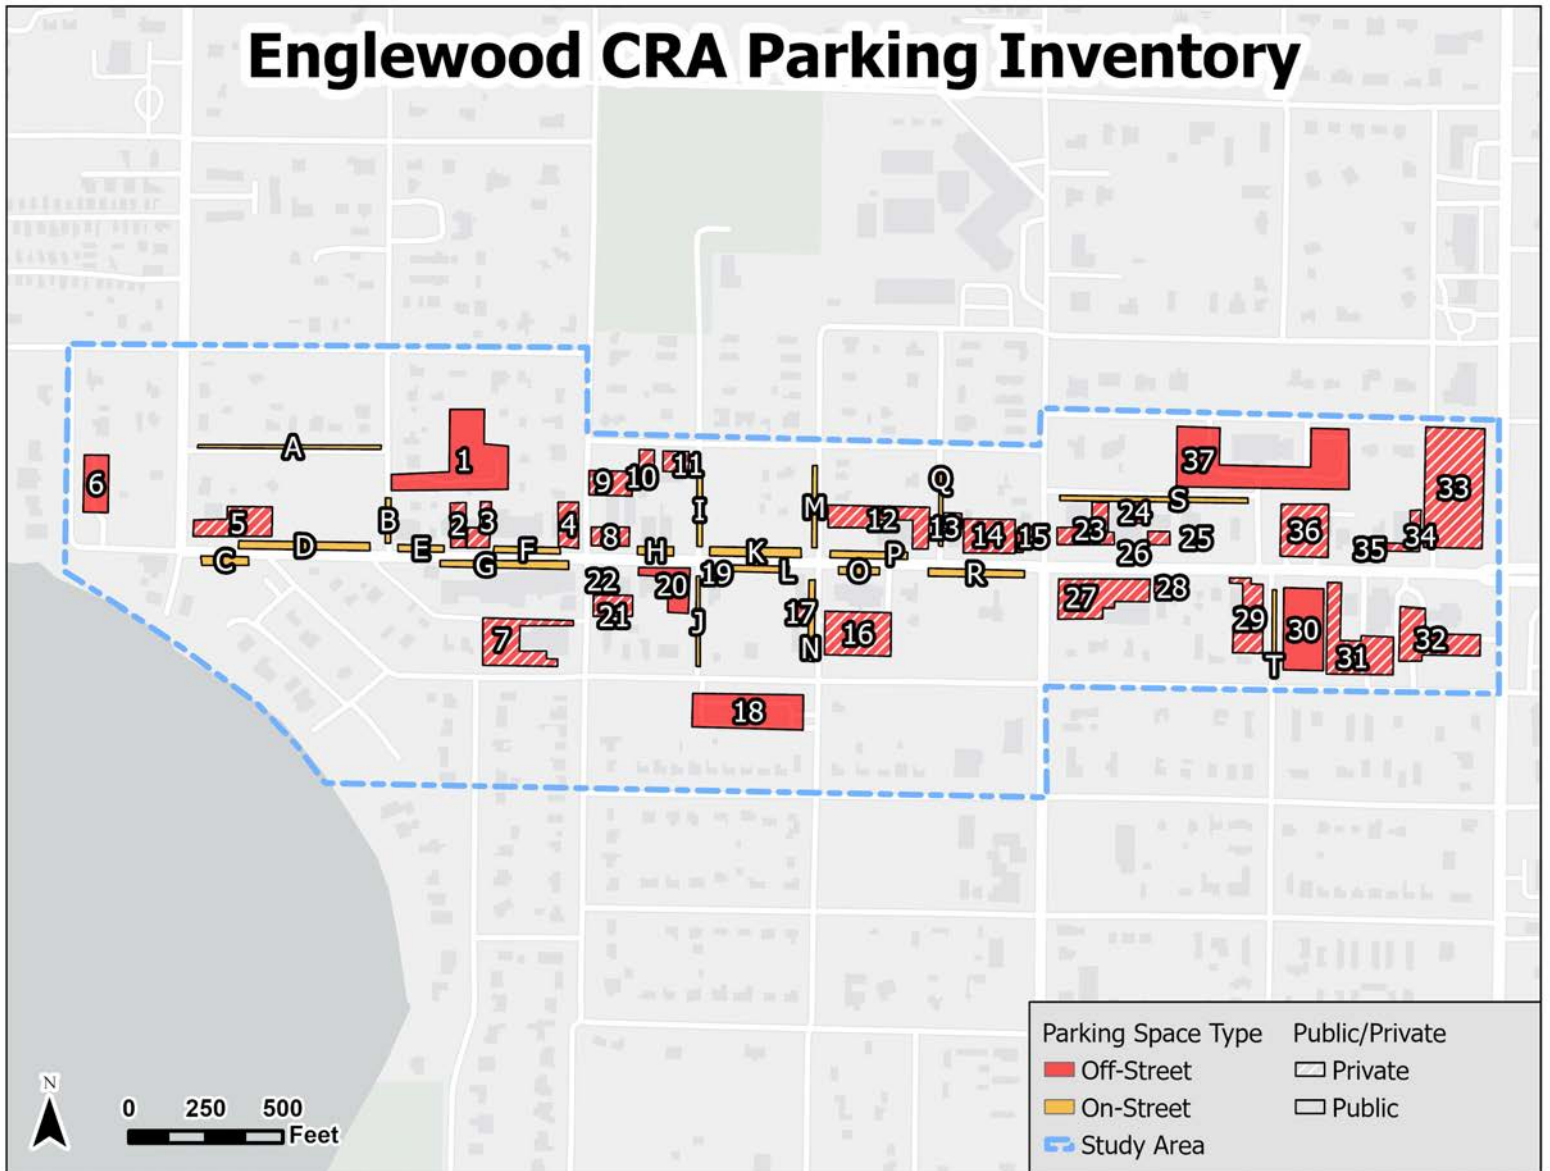 Englewood CRA Parking Inventory
A
1
6
37
33
9 10 11
Q
5
B
2 3 4
I
M
12
13 14 15
S
23 24 25
26
36
34
35
8
C
D
E
F
G
H
K
L
P
O
R
22
20
19
21
7
J
17
N
16
18
27
28
29
T
30
31
32
N
0 250 500
Feet
Parking Space Type
Off-Street
On-Street
Study Area
Public/Private
Private
Public